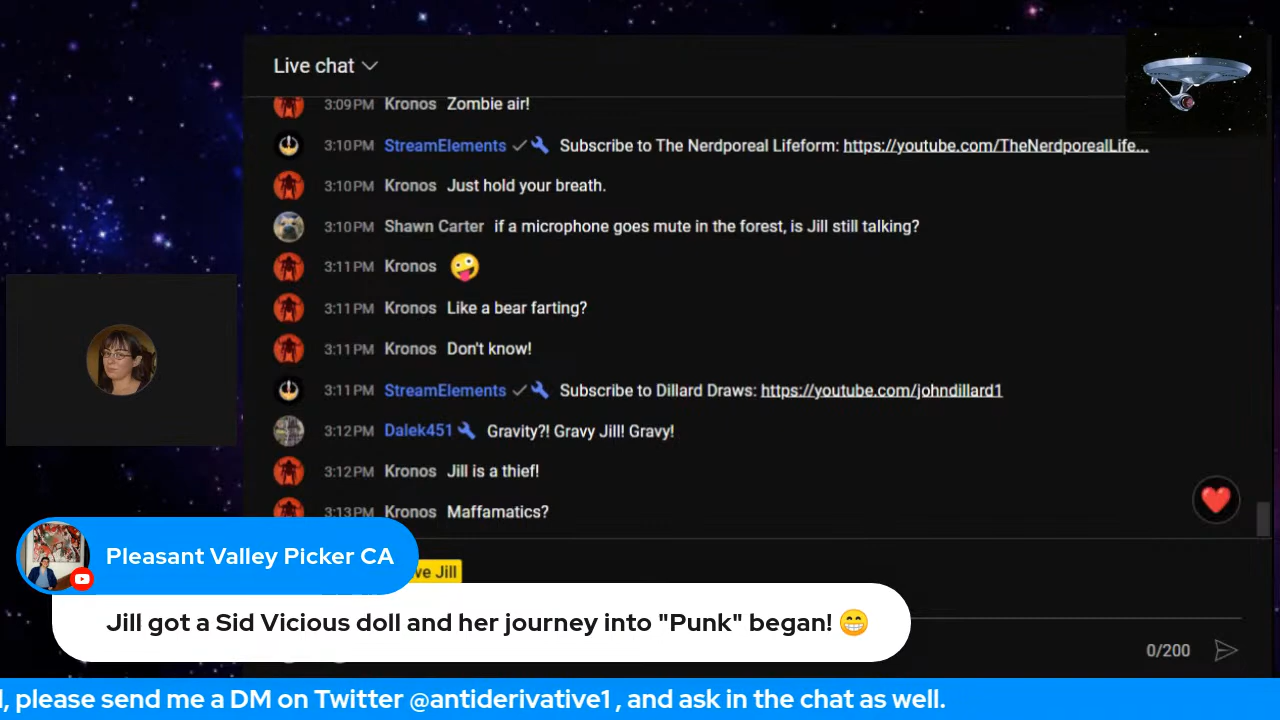 Live chat
3:09 PM Kronos Zombie air!
3:10 PM StreamElements Subscribe to The Nerdporeal Lifeform: https://youtube.com/TheNerdporealLife...
3:10 PM Kronos Just hold your breath.
3:10 PM Shawn Carter if a microphone goes mute in the forest, is Jill still talking?
3:11 PM Kronos 🤪
3:11 PM Kronos Like a bear farting?
3:11 PM Kronos Don't know!
3:11 PM StreamElements Subscribe to Dillard Draws: https://youtube.com/johndillard1
3:12 PM Dalek451 Gravity?! Gravy Jill! Gravy!
3:12 PM Kronos Jill is a thief!
3:13 PM Kronos Maffamatics?
Pleasant Valley Picker CA
ve Jill
Jill got a Sid Vicious doll and her journey into "Punk" began! 😁
0/200
, please send me a DM on Twitter @antiderivative1 , and ask in the chat as well.